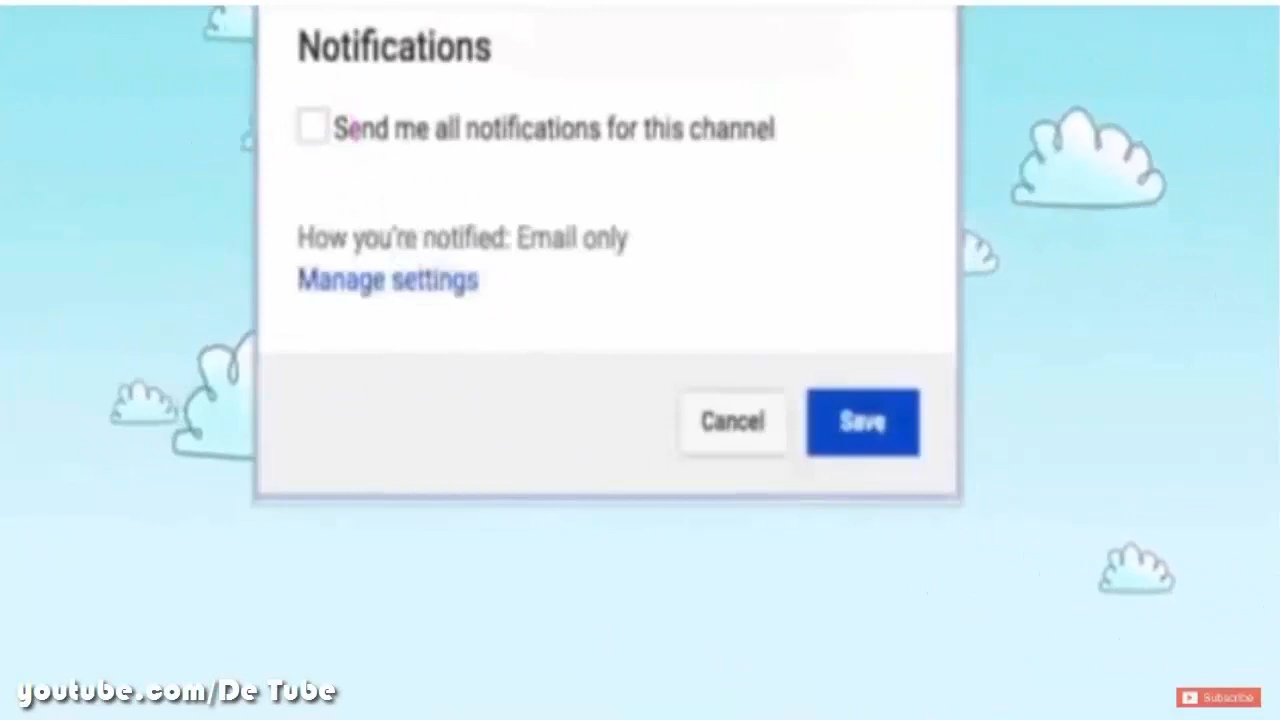 Notifications
Send me all notifications for this channel
How you're notified: Email only
Manage settings
Cancel
Save
youtube.com/De Tube
Subscribe